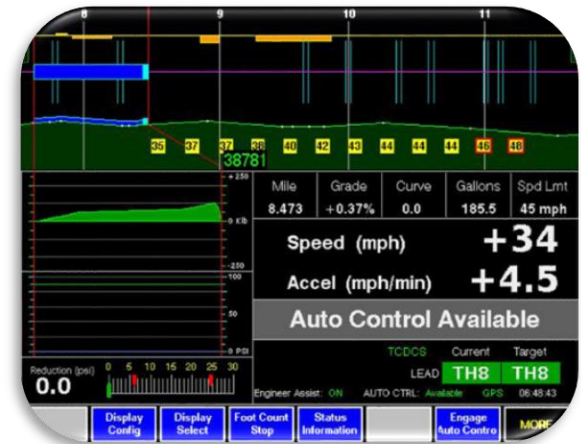 8 9 10 11
35 37 37 38 40 42 43 44 44 44 46 48
38781
+250
0 Klb
-250
100
50
0 PSI
Mile Grade Curve Gallons Spd Lmt
8.473 +0.37% 0.0 185.5 45 mph
Speed (mph) +34
Accel (mph/min) +4.5
Auto Control Available
TCDCS Current Target
LEAD TH8 TH8
Reduction (psi)
0.0
0 5 10 15 20 25 30
Engineer Assist: ON AUTO CTRL: Available GPS 06:48:43
Display Config
Display Select
Foot Count Stop
Status Information
Engage Auto Contro
MORE